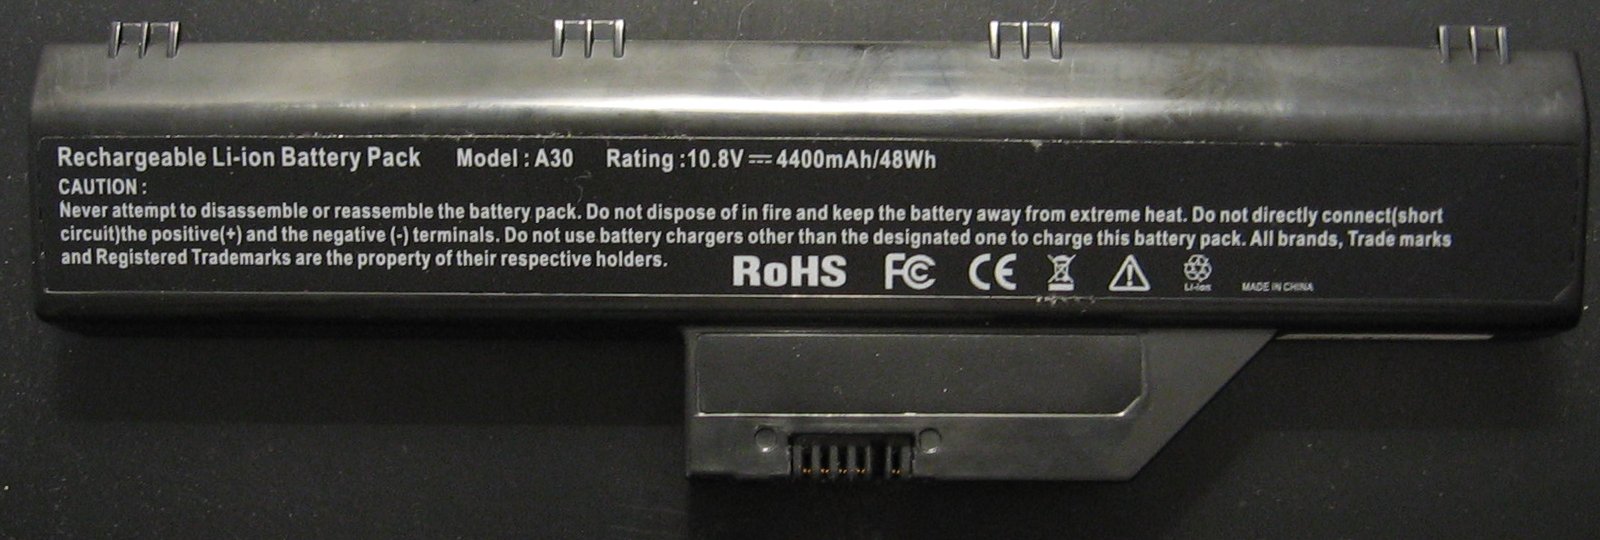 Rechargeable Li-ion Battery Pack Model : A30 Rating :10.8V ⎓ 4400mAh/48Wh
CAUTION :
Never attempt to disassemble or reassemble the battery pack. Do not dispose of in fire and keep the battery away from extreme heat. Do not directly connect(short
circuit)the positive(+) and the negative (-) terminals. Do not use battery chargers other than the designated one to charge this battery pack. All brands, Trade marks
and Registered Trademarks are the property of their respective holders.
RoHS FC CE Li-ion MADE IN CHINA